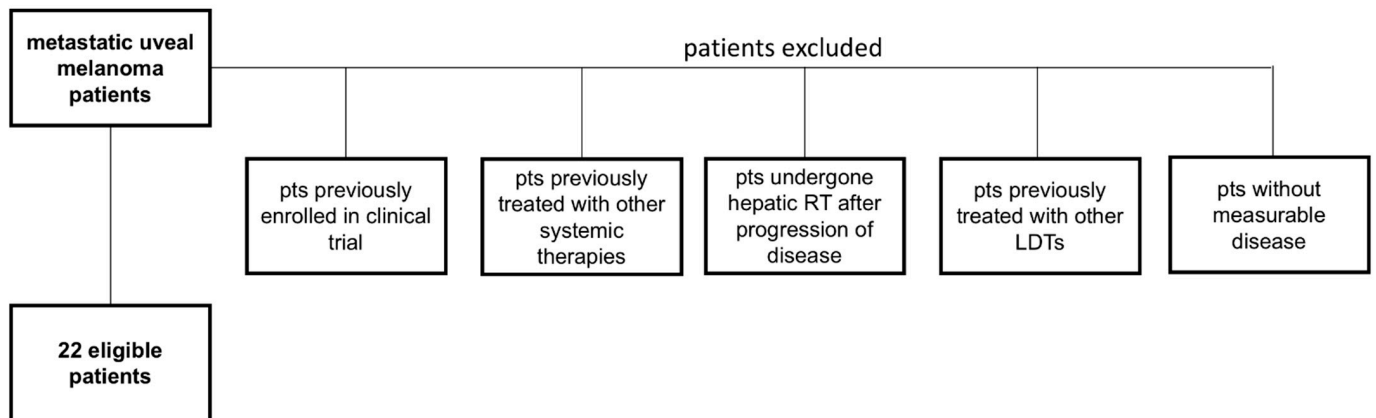 metastatic uveal
melanoma
patients
patients excluded
pts previously
enrolled in clinical
trial
pts previously
treated with other
systemic
therapies
pts undergone
hepatic RT after
progression of
disease
pts previously
treated with other
LDTs
pts without
measurable
disease
22 eligible
patients